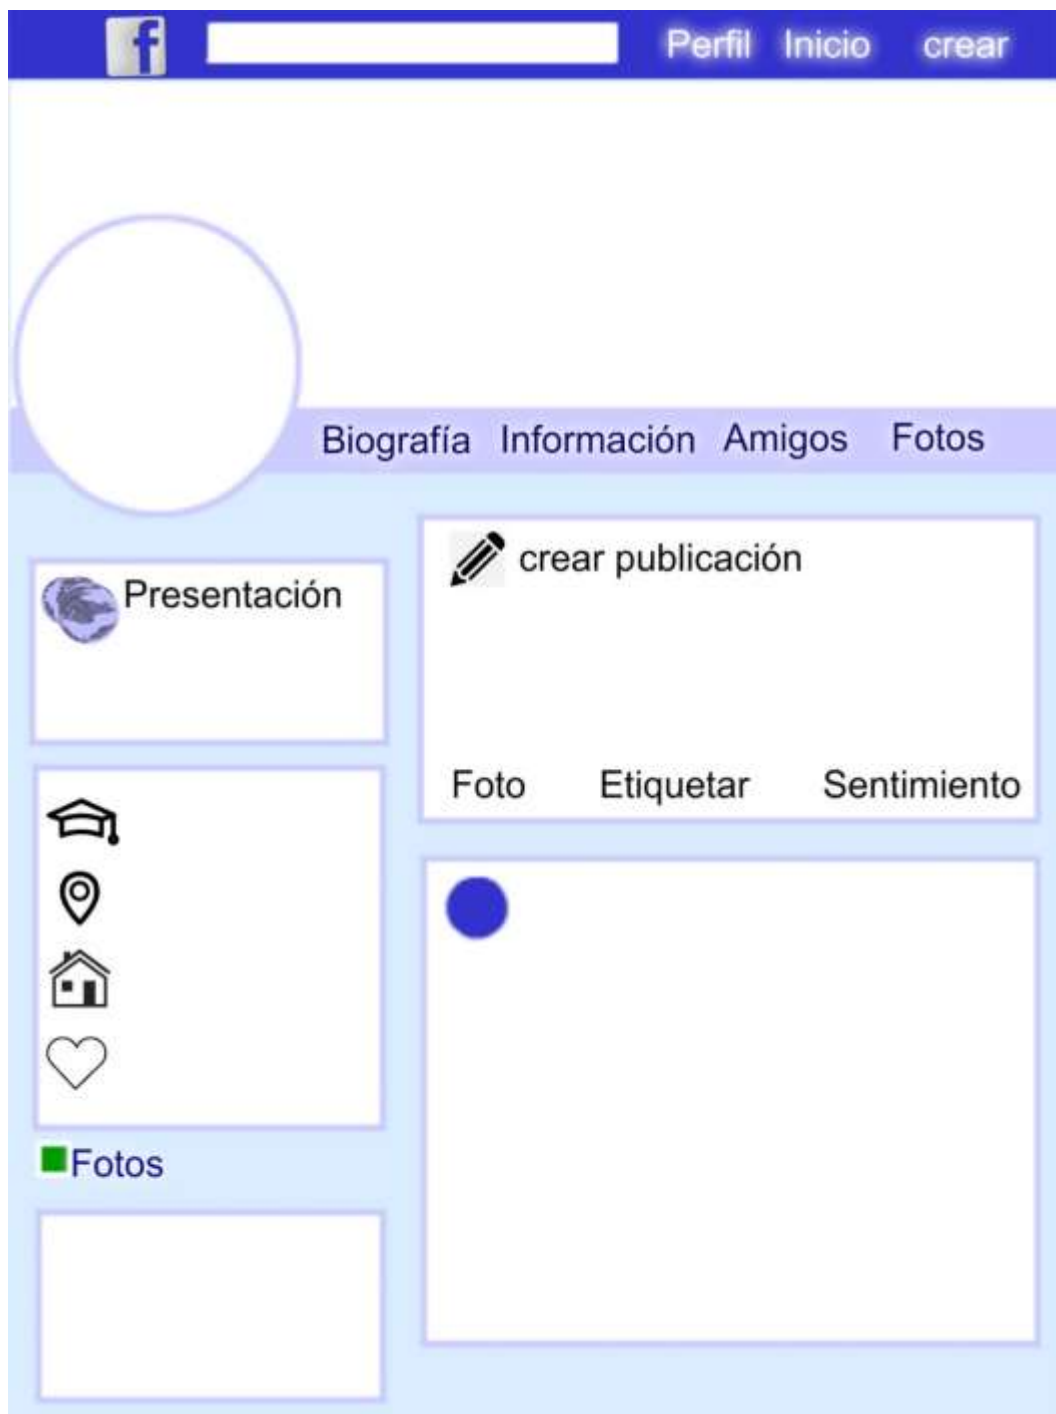 f Perfil Inicio crear
Biografía Información Amigos Fotos
crear publicación
Foto Etiquetar Sentimiento
Presentación
Fotos